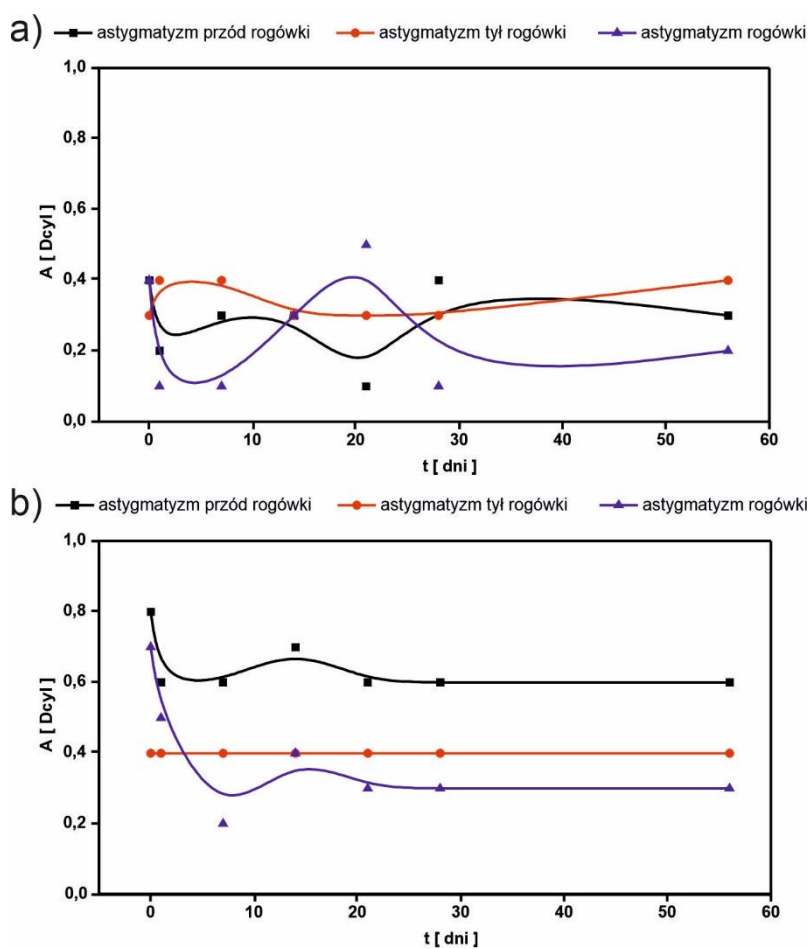 a)
astygmatyzm przód rogówki astygmatyzm tył rogówki astygmatyzm rogówki
1,0
0,8
0,6
0,4
0,2
0,0
A [ Dcyl ]
0 10 20 30 40 50 60
t [ dni ]
b)
astygmatyzm przód rogówki astygmatyzm tył rogówki astygmatyzm rogówki
1,0
0,8
0,6
0,4
0,2
0,0
A [ Dcyl ]
0 10 20 30 40 50 60
t [ dni ]